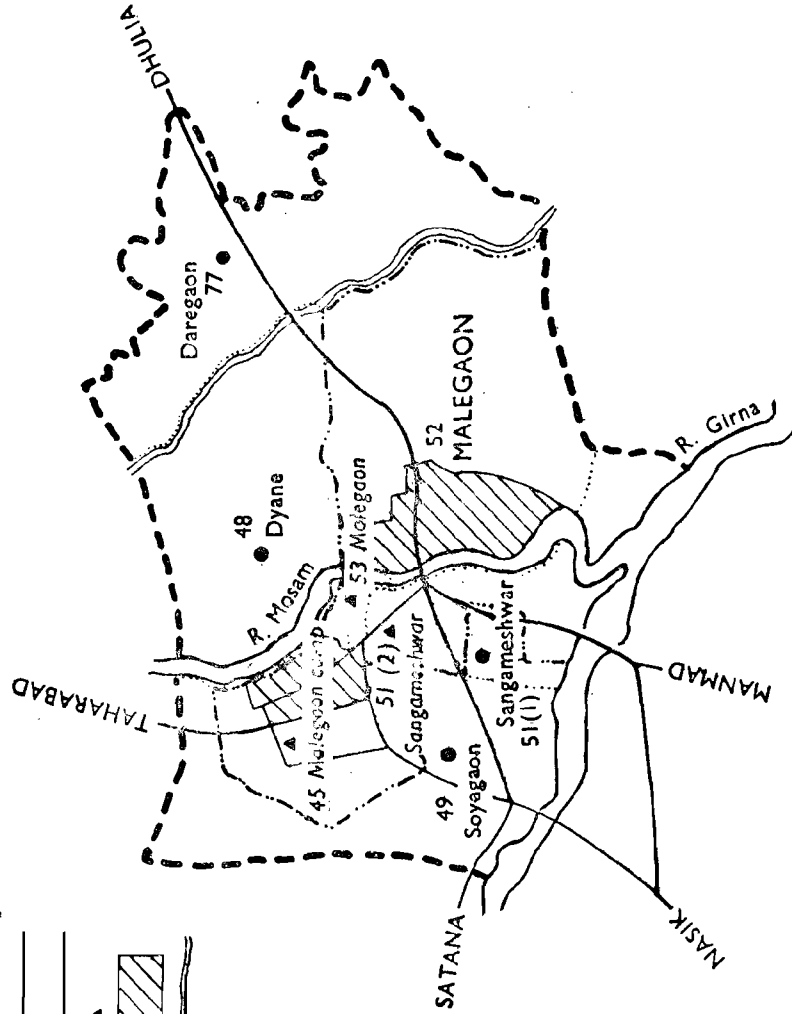 DHULIA
TAHARABAD
Daregaon
77
48
Dyane
R. Mosam
53 Malegaon
45 Malegaon camp
52
MALEGAON
51 (2)
Sangameshwar
Sangameshwar
51(1)
49
Soyagaon
R. Girna
MANMAD
SATANA
NASIK